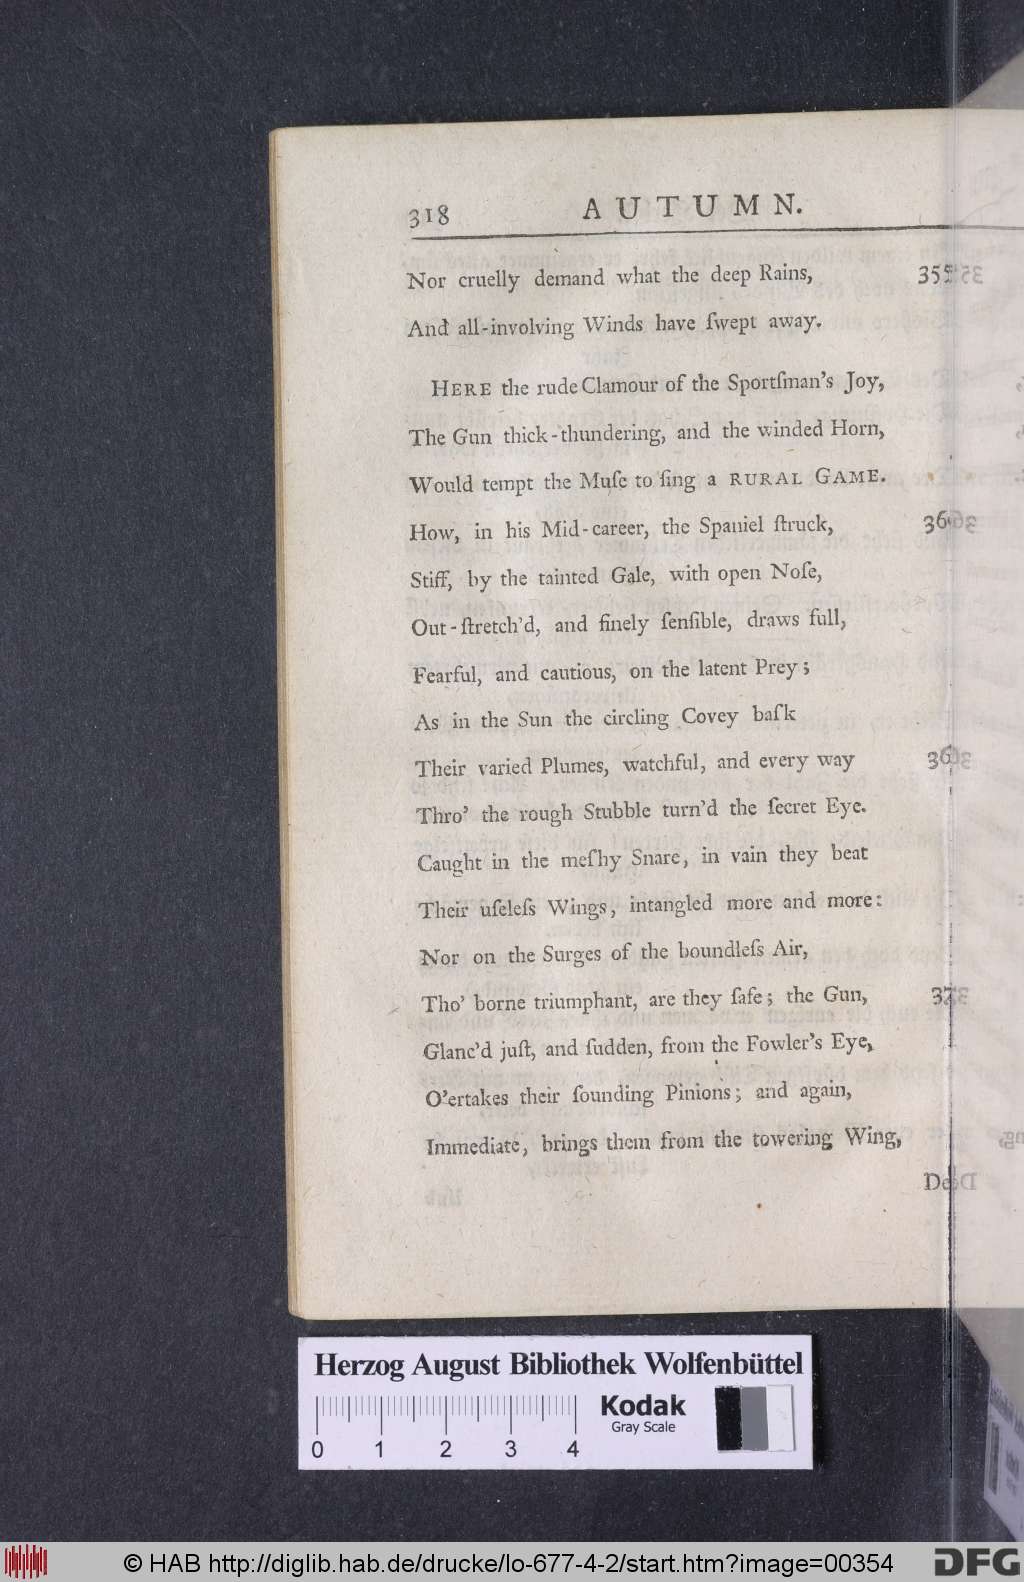 318 AUTUMN.
Nor cruelly demand what the deep Rains, 355
And all-involving Winds have ſwept away.
HERE the rude Clamour of the Sportſman's Joy,
The Gun thick-thundering, and the winded Horn,
Would tempt the Muſe to ſing a RURAL GAME.
How, in his Mid-career, the Spaniel ſtruck, 360
Stiff, by the tainted Gale, with open Noſe,
Out-ſtretch'd, and finely ſenſible, draws full,
Fearful, and cautious, on the latent Prey;
As in the Sun the circling Covey baſk
Their varied Plumes, watchful, and every way 36
Thro' the rough Stubble turn'd the ſecret Eye.
Caught in the meſhy Snare, in vain they beat
Their uſeleſs Wings, intangled more and more:
Nor on the Surges of the boundleſs Air,
Tho' borne triumphant, are they ſafe; the Gun, 37
Glanc'd juſt, and ſudden, from the Fowler's Eye,
O'ertakes their ſounding Pinions; and again,
Immediate, brings them from the towering Wing,
Herzog August Bibliothek Wolfenbüttel
0 1 2 3 4
Kodak
Gray Scale
© HAB http://diglib.hab.de/drucke/lo-677-4-2/start.htm?image=00354
DFG